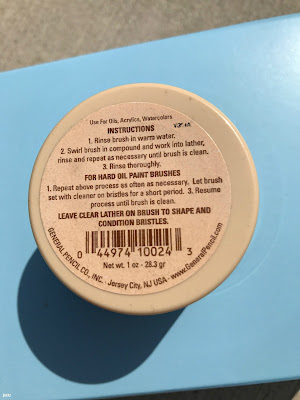 Use For Oils, Acrylics, Watercolors
INSTRUCTIONS
1. Rinse brush in warm water.
2. Swirl brush in compound and work into lather,
rinse and repeat as necessary until brush is clean.
3. Rinse thoroughly.
FOR HARD OIL PAINT BRUSHES
1. Repeat above process as often as necessary. Let brush
set with cleaner on bristles for a short period. 3. Resume
process until brush is clean.
LEAVE CLEAR LATHER ON BRUSH TO SHAPE AND
CONDITION BRISTLES.
0 44974 10024 3
Net wt. 1 oz - 28.3 gr
GENERAL PENCIL CO., INC. · Jersey City, NJ USA · www.GeneralPencil.com